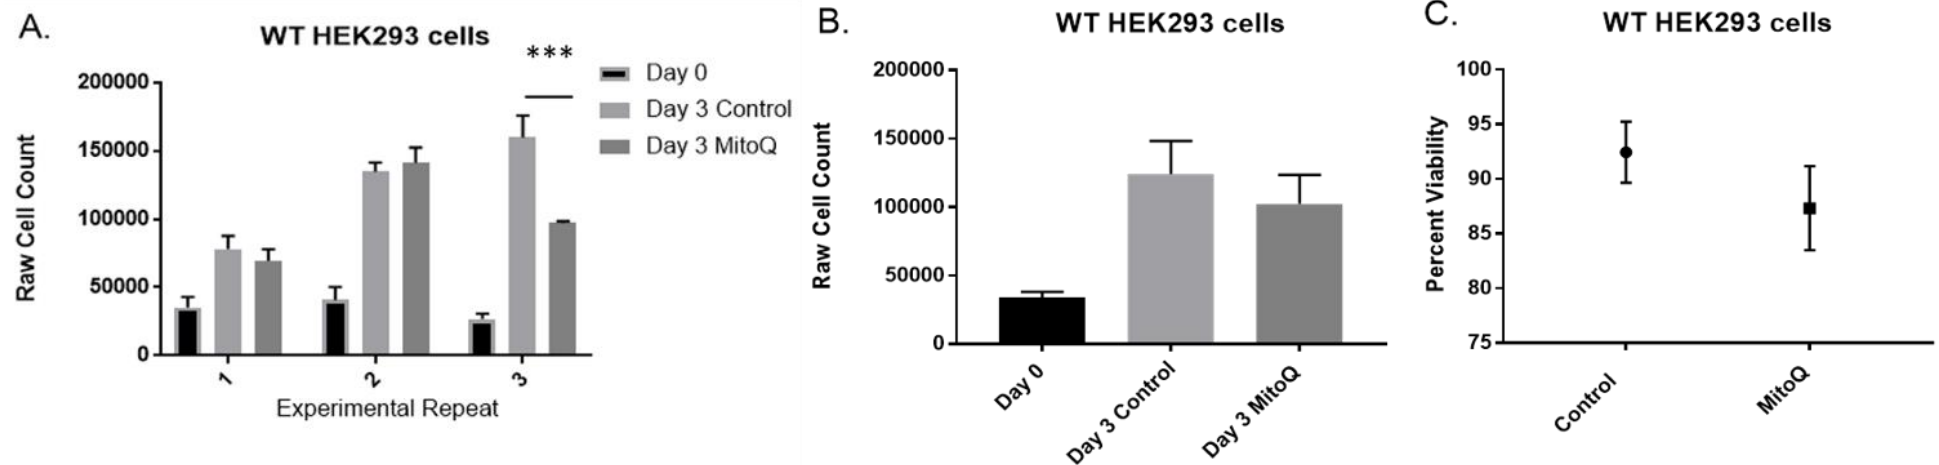 A.
WT HEK293 cells
***
Day 0
Day 3 Control
Day 3 MitoQ
Raw Cell Count
200000
150000
100000
50000
0
1
2
3
Experimental Repeat
B.
WT HEK293 cells
Raw Cell Count
200000
150000
100000
50000
0
Day 0
Day 3 Control
Day 3 MitoQ
C.
WT HEK293 cells
Percent Viability
100
95
90
85
80
75
Control
MitoQ